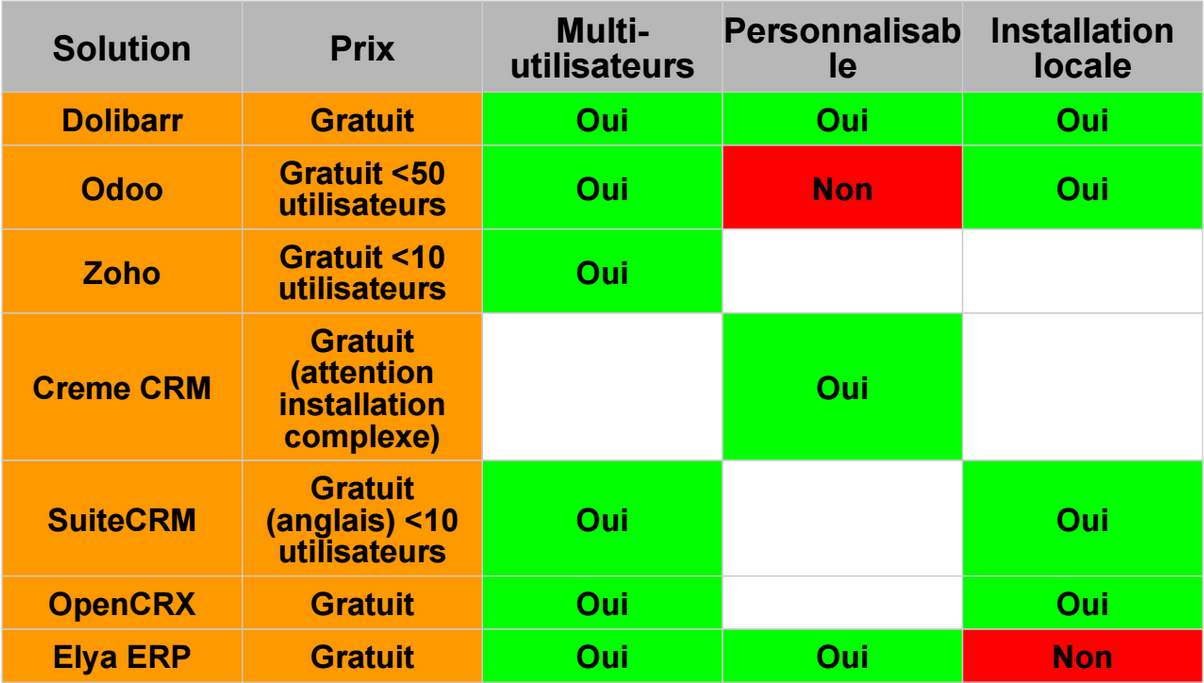 Solution Prix Multi- Personnalisab Installation
utilisateurs le locale
Dolibarr Gratuit Oui Oui Oui
Odoo Gratuit <50 Oui Non Oui
utilisateurs
Zoho Gratuit <10 Oui
utilisateurs
Creme CRM Gratuit Oui
(attention
installation
complexe)
SuiteCRM Gratuit Oui Oui
(anglais) <10
utilisateurs
OpenCRX Gratuit Oui Oui
Elya ERP Gratuit Oui Oui Non